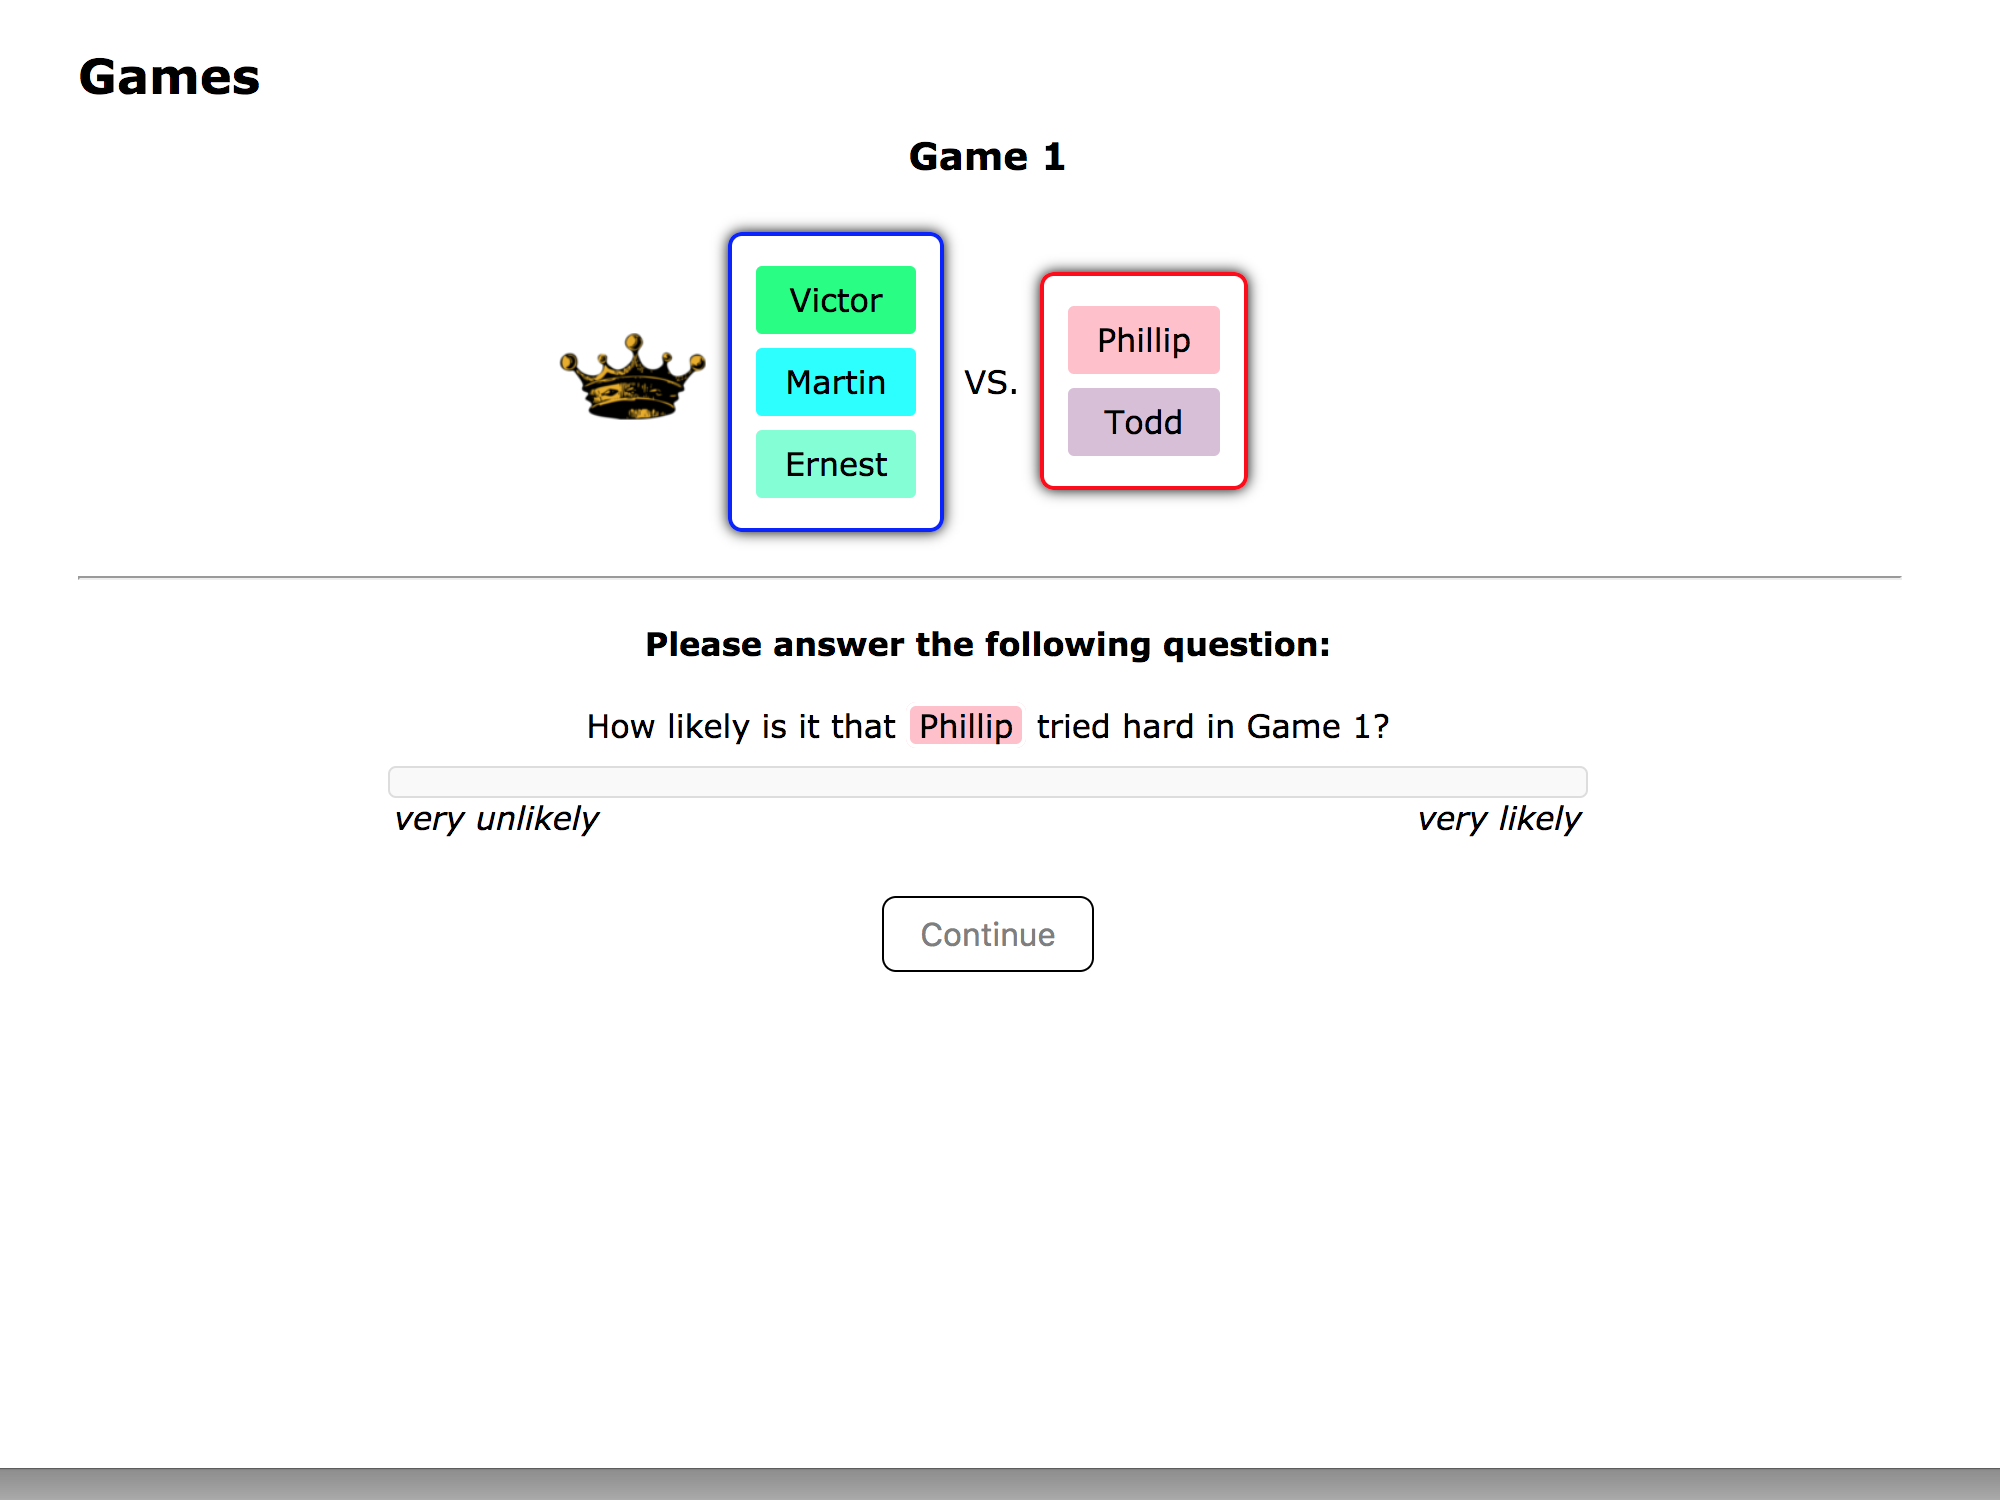 Games
Game 1
Victor
Martin
Ernest
VS.
Phillip
Todd
Please answer the following question:
How likely is it that Phillip tried hard in Game 1?
very unlikely
very likely
Continue